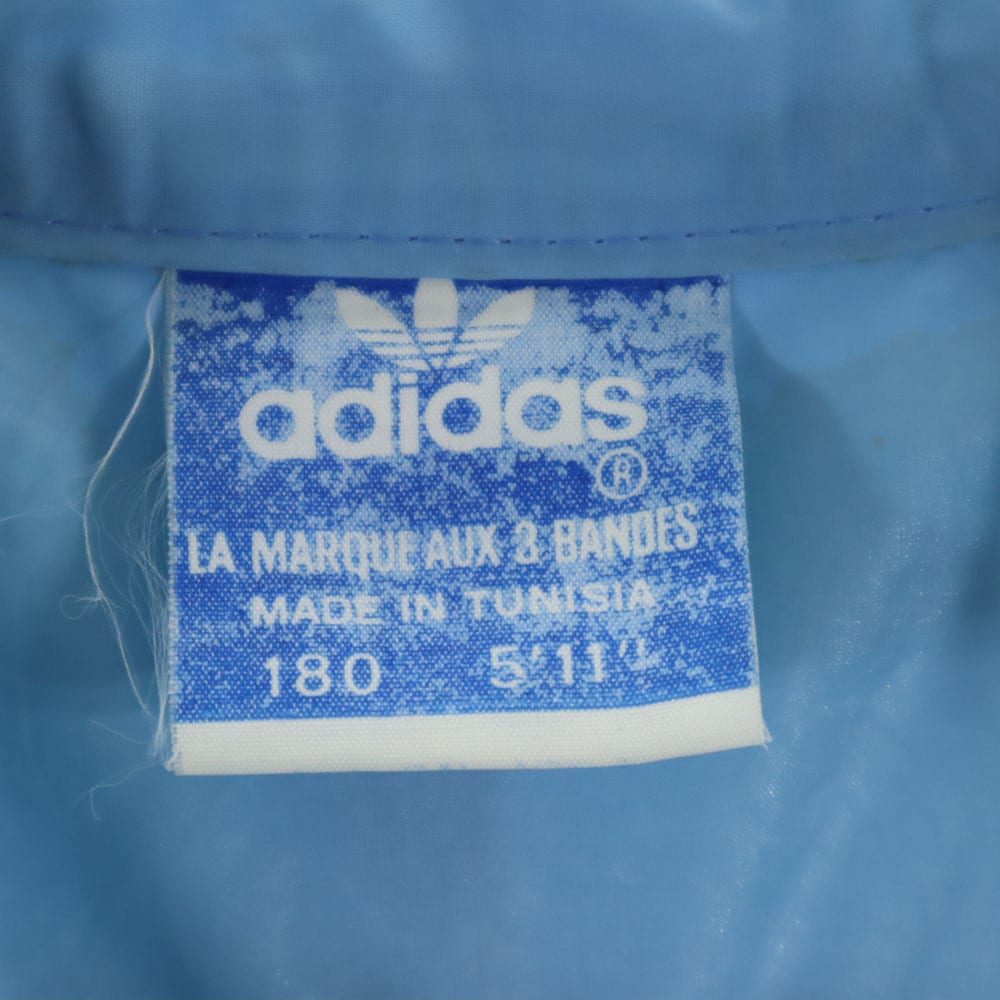 adidas
®
LA MARQUE AUX 3 BANDES
MADE IN TUNISIA
180 5'11"